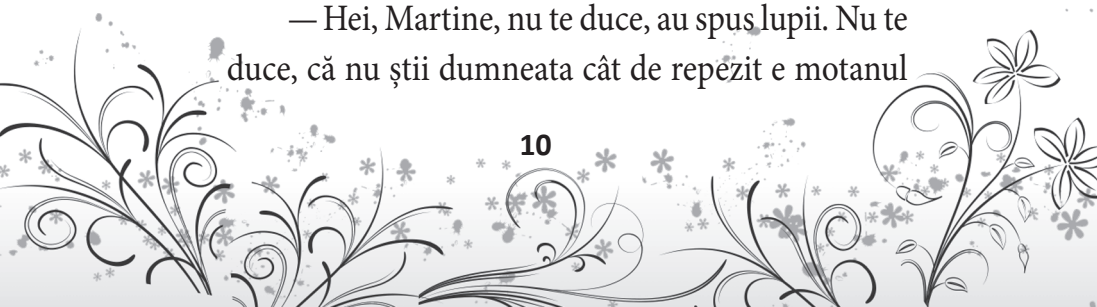 — Hei, Martine, nu te duce, au spus lupii. Nu te
duce, că nu știi dumneata cât de repezit e motanul
10